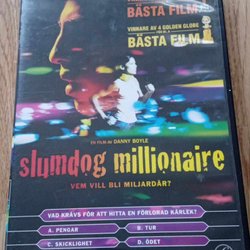 BÄSTA FILM
VINNARE AV 4 GOLDEN GLOBE
BÄSTA FILM
EN FILM AV DANNY BOYLE
slumdog millionaire
VEM VILL BLI MILJARDÄR?
VAD KRÄVS FÖR ATT HITTA EN FÖRLORAD KÄRLEK?
A. PENGAR
B. TUR
C. SKICKLIGHET
D. ÖDET